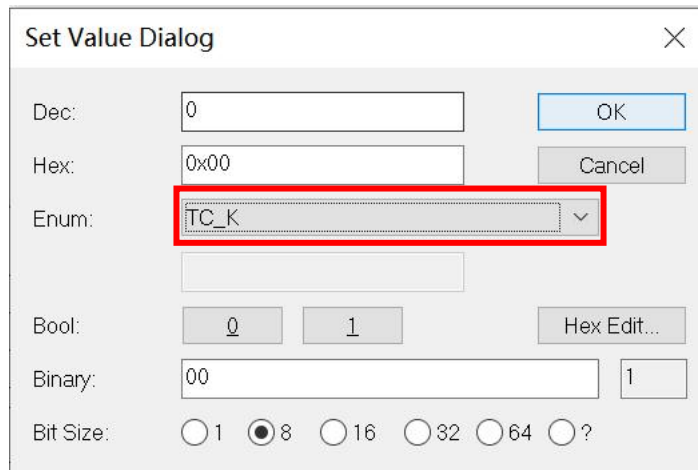 Set Value Dialog
Dec: 0 OK
Hex: 0x00 Cancel
Enum: TC_K
Bool: 0 1 Hex Edit...
Binary: 00 1
Bit Size: 1 8 16 32 64 ?